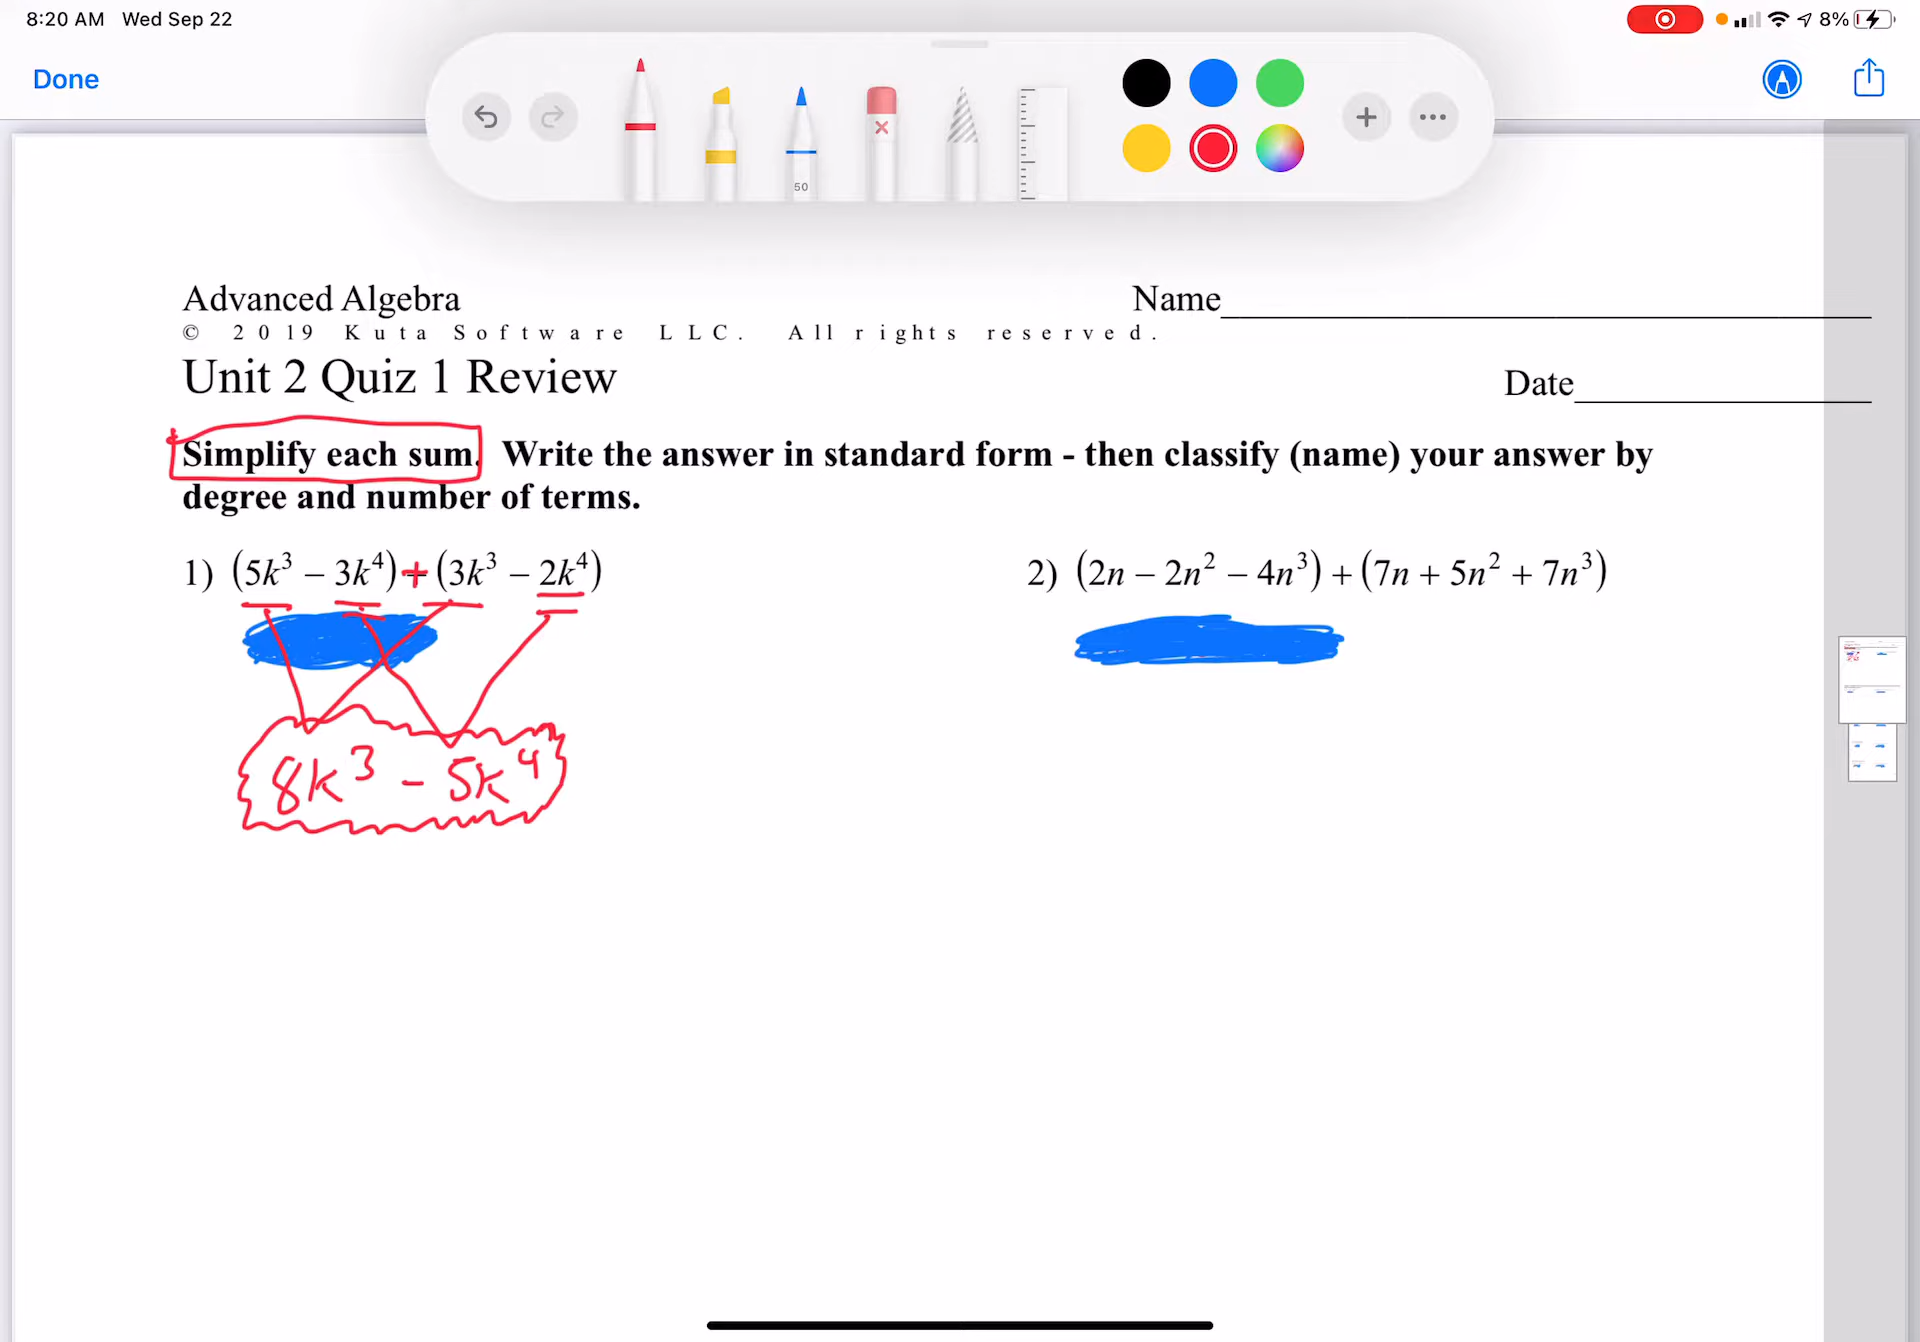 8:20 AM Wed Sep 22
8%
Done
50
Advanced Algebra
Name
© 2019 Kuta Software LLC. All rights reserved.
Unit 2 Quiz 1 Review
Date
Simplify each sum. Write the answer in standard form - then classify (name) your answer by
degree and number of terms.
1) (5k³ – 3k⁴) + (3k³ – 2k⁴)
2) (2n – 2n² – 4n³) + (7n + 5n² + 7n³)
8k³ - 5k⁴